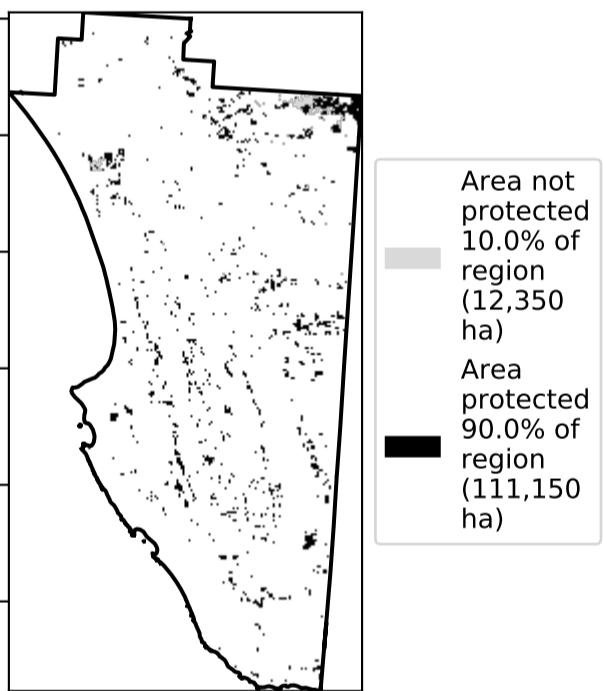 Area not
protected
10.0% of
region
(12,350
ha)
Area
protected
90.0% of
region
(111,150
ha)